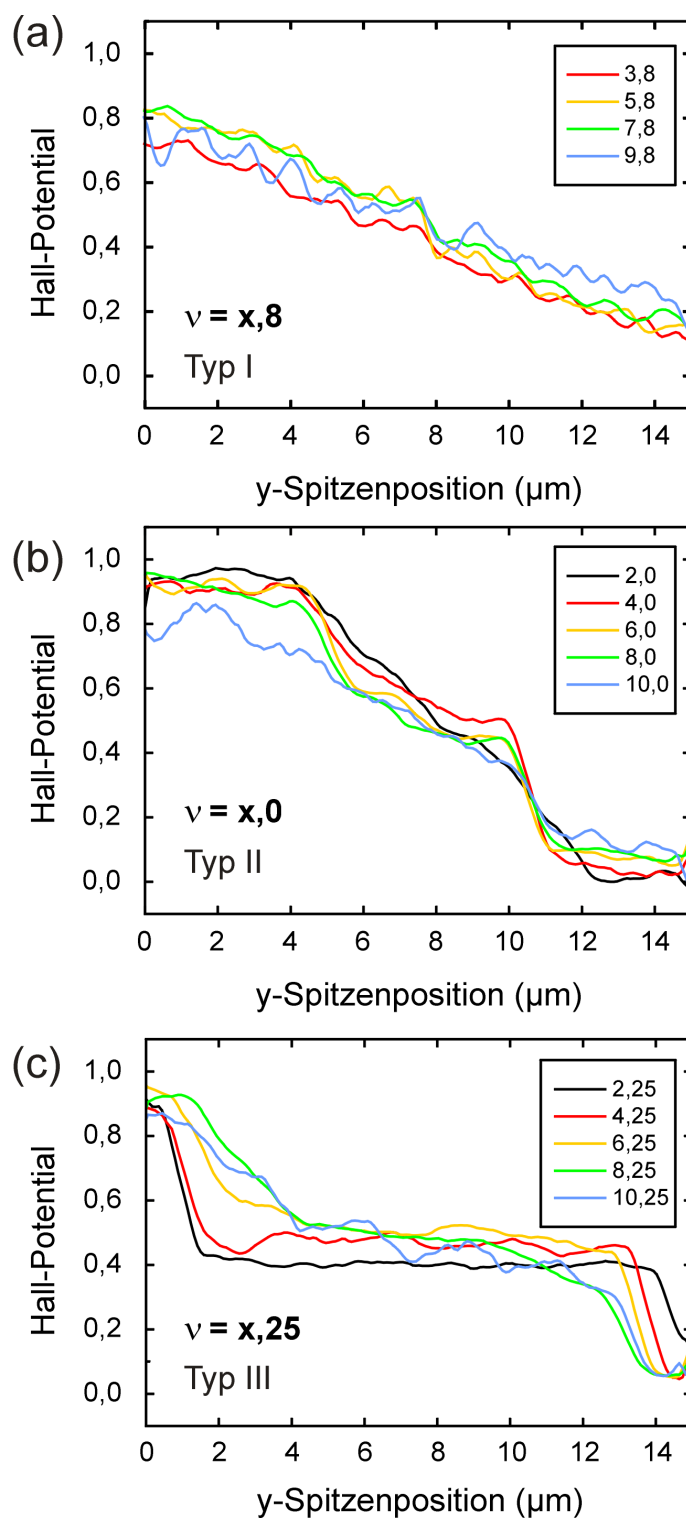 (a)
1,0
0,8
0,6
0,4
0,2
0,0
Hall-Potential
3,8
5,8
7,8
9,8
ν = x,8
Typ I
0 2 4 6 8 10 12 14
y-Spitzenposition (µm)
(b)
1,0
0,8
0,6
0,4
0,2
0,0
Hall-Potential
2,0
4,0
6,0
8,0
10,0
ν = x,0
Typ II
0 2 4 6 8 10 12 14
y-Spitzenposition (µm)
(c)
1,0
0,8
0,6
0,4
0,2
0,0
Hall-Potential
2,25
4,25
6,25
8,25
10,25
ν = x,25
Typ III
0 2 4 6 8 10 12 14
y-Spitzenposition (µm)